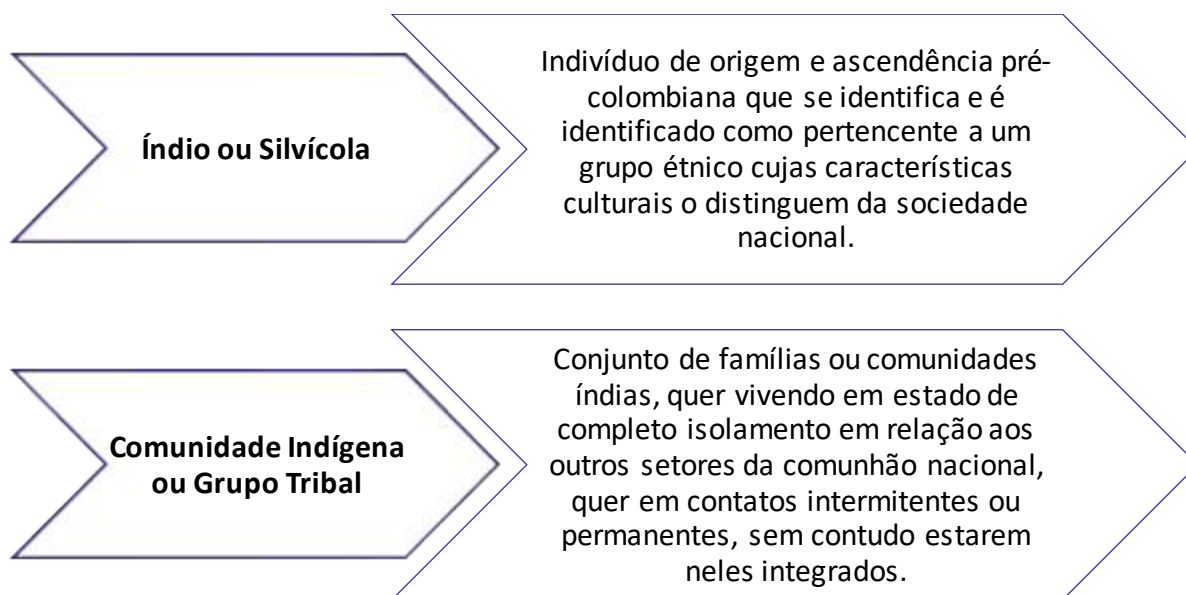 Índio ou Silvícola
Indivíduo de origem e ascendência pré-
colombiana que se identifica e é
identificado como pertencente a um
grupo étnico cujas características
culturais o distinguem da sociedade
nacional.
Comunidade Indígena
ou Grupo Tribal
Conjunto de famílias ou comunidades
índias, quer vivendo em estado de
completo isolamento em relação aos
outros setores da comunhão nacional,
quer em contatos intermitentes ou
permanentes, sem contudo estarem
neles integrados.